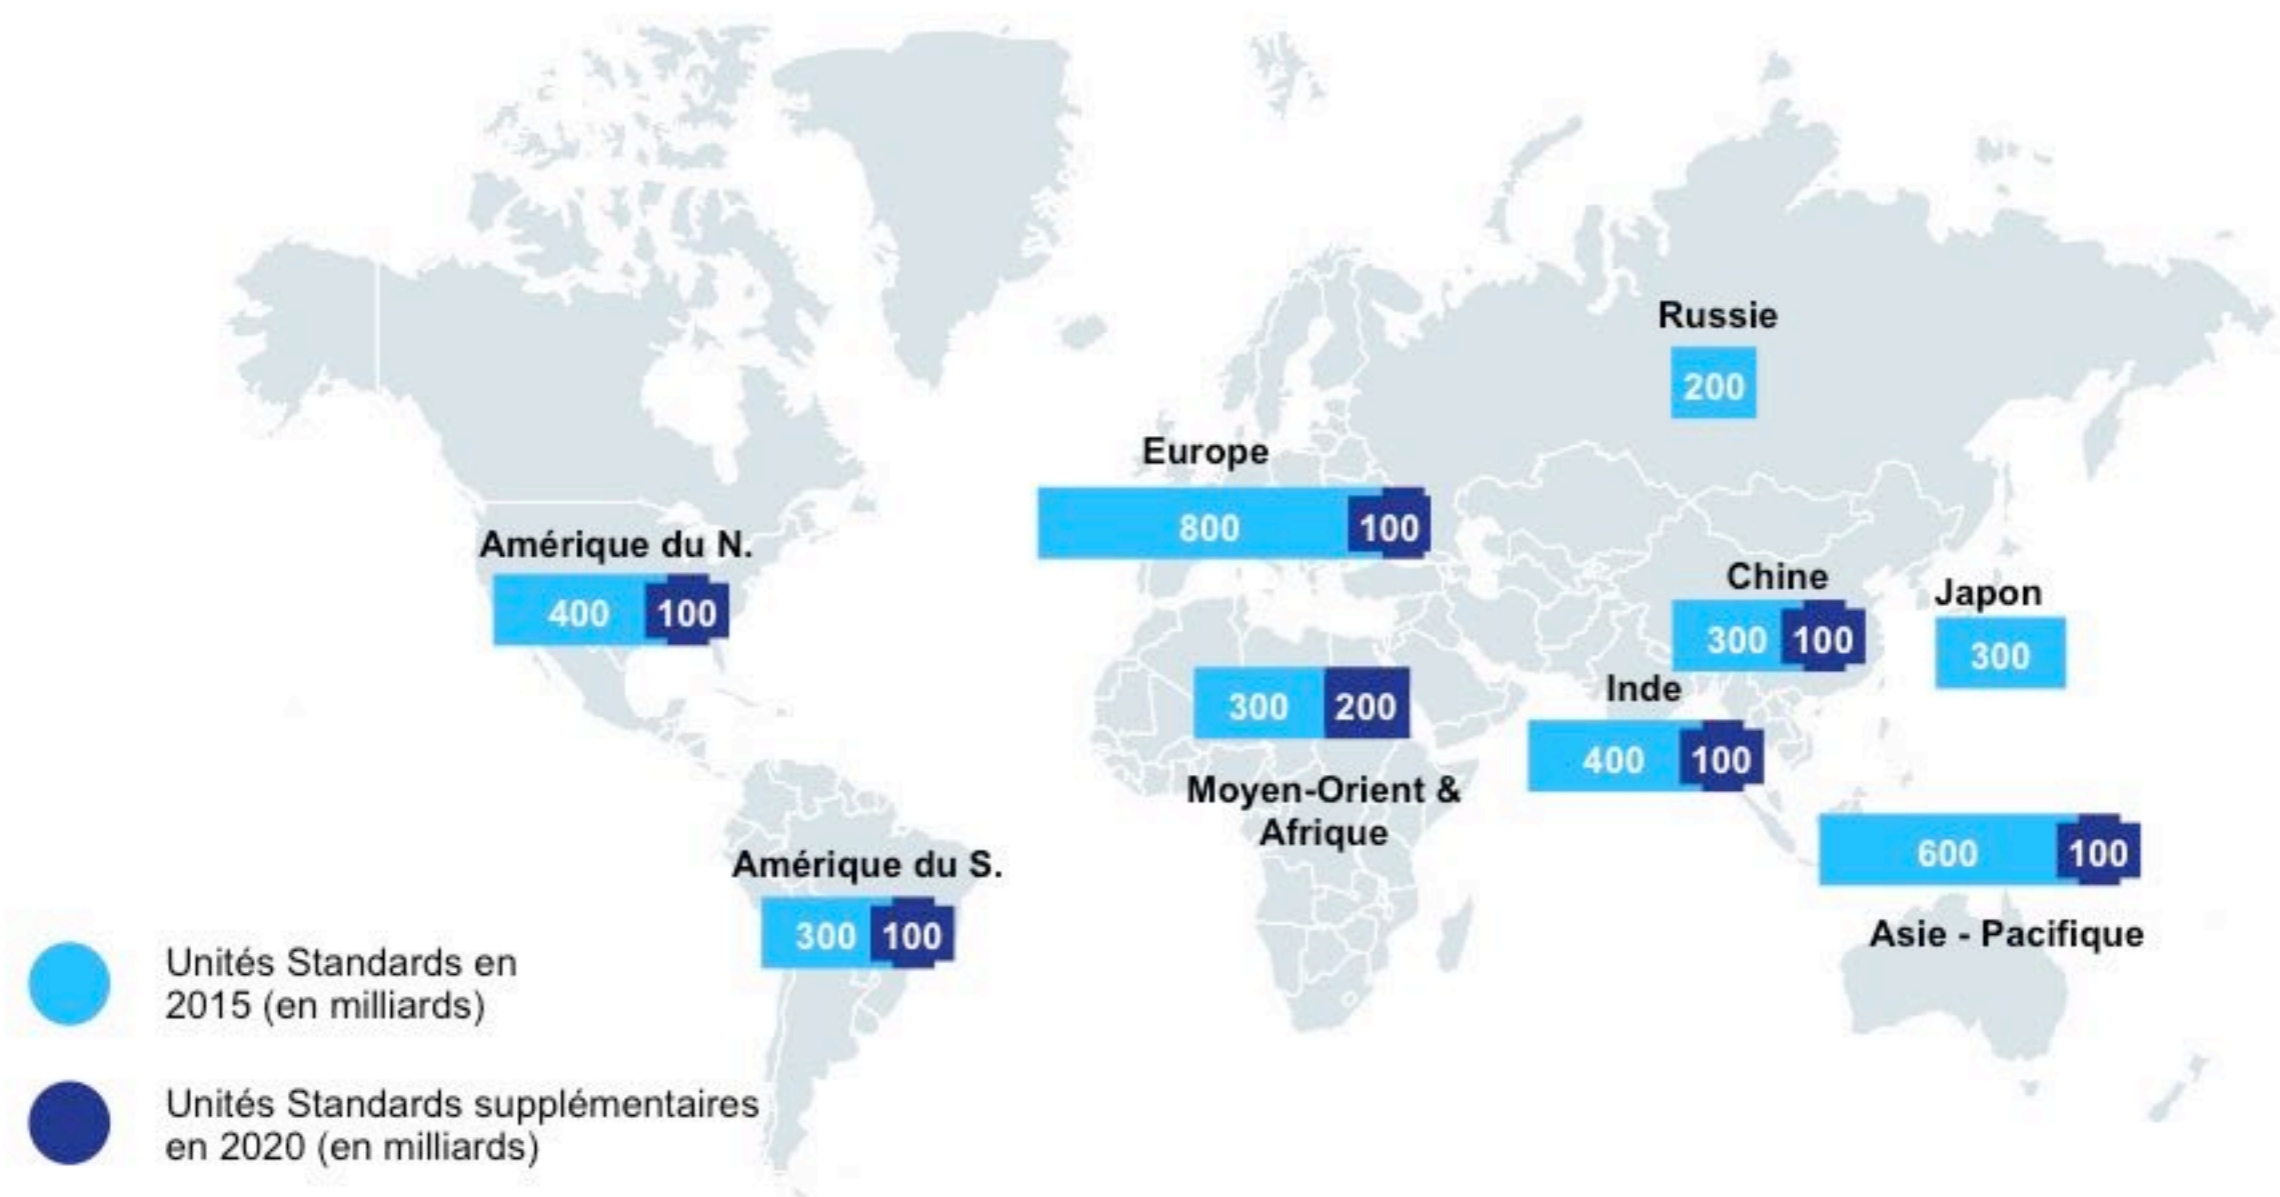 Russie
200
Europe
800 100
Amérique du N.
400 100
Chine
300 100
Japon
300
Inde
400 100
300 200
Moyen-Orient &
Afrique
600 100
Asie - Pacifique
Amérique du S.
300 100
Unités Standards en
2015 (en milliards)
Unités Standards supplémentaires
en 2020 (en milliards)